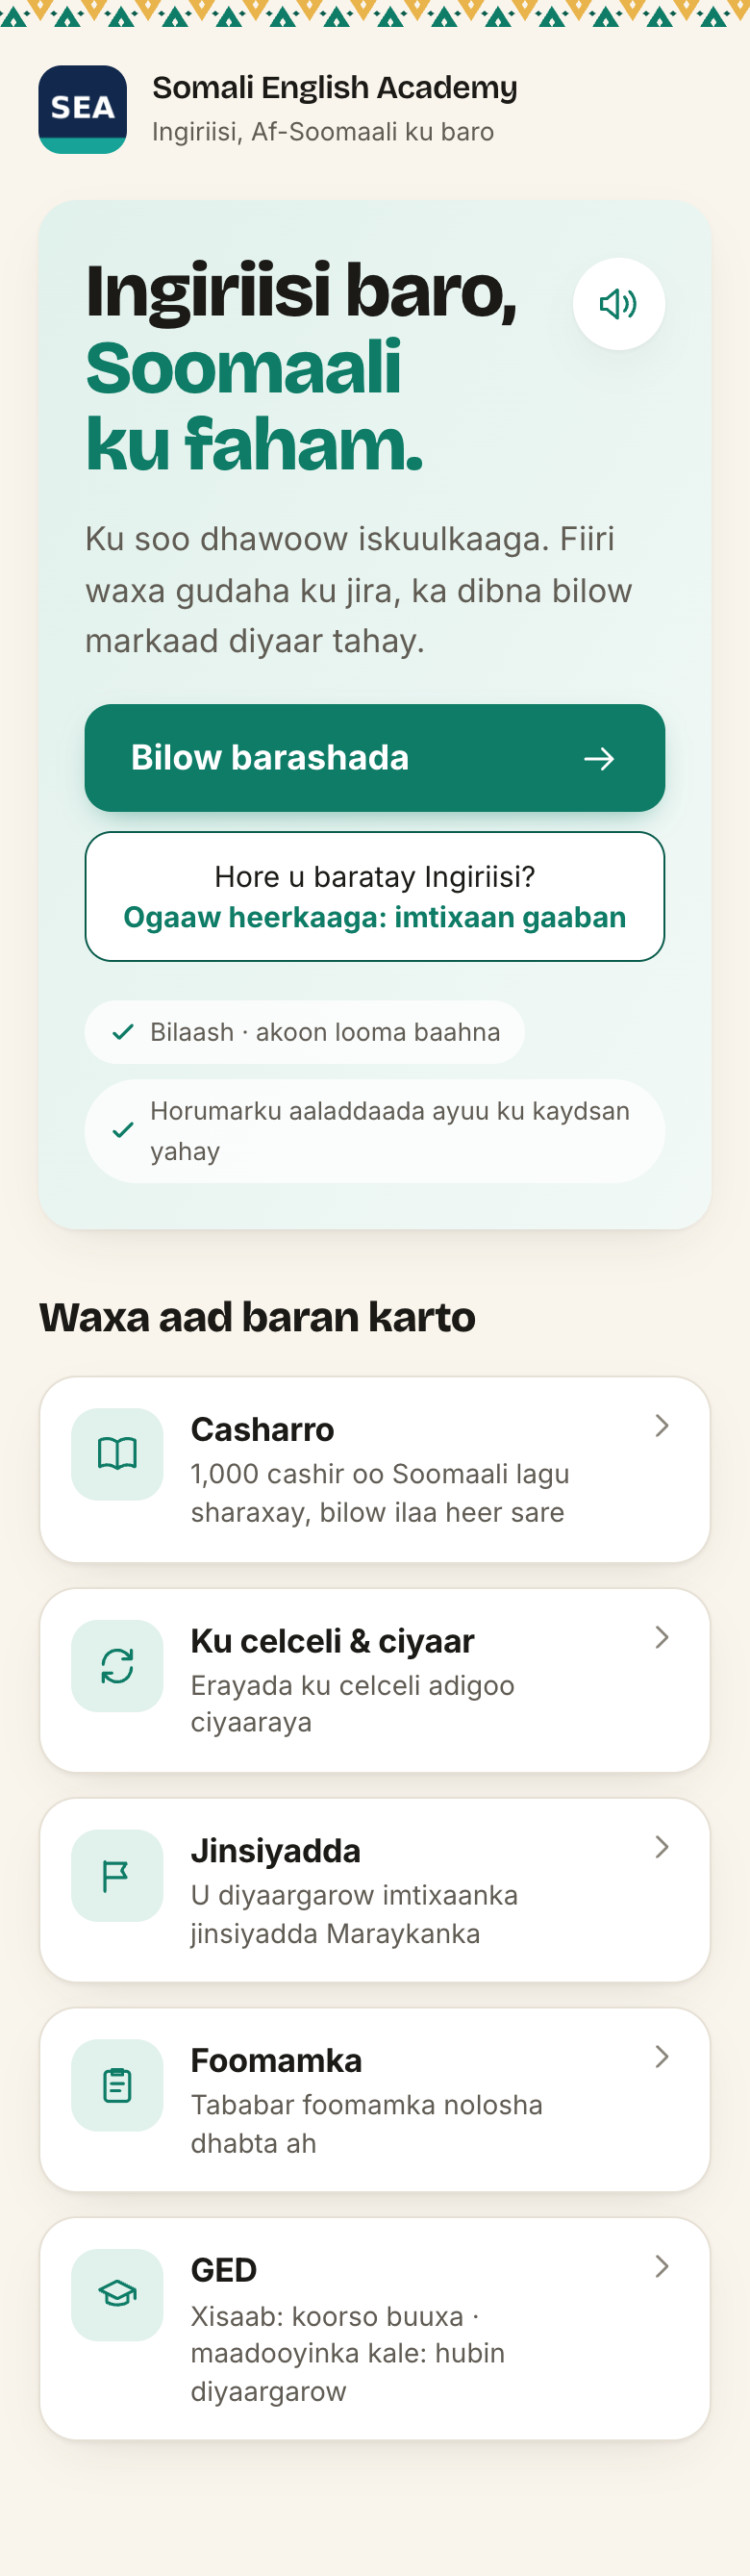 SEA
Somali English Academy
Ingiriisi, Af-Soomaali ku baro
Ingiriisi baro,
Soomaali
ku faham.
Ku soo dhawoow iskuulkaaga. Fiiri
waxa gudaha ku jira, ka dibna bilow
markaad diyaar tahay.
Bilow barashada
Hore u baratay Ingiriisi?
Ogaaw heerkaaga: imtixaan gaaban
Bilaash · akoon looma baahna
Horumarku aaladdaada ayuu ku kaydsan
yahay
Waxa aad baran karto
Casharro
1,000 cashir oo Soomaali lagu
sharaxay, bilow ilaa heer sare
Ku celceli & ciyaar
Erayada ku celceli adigoo
ciyaaraya
Jinsiyadda
U diyaargarow imtixaanka
jinsiyadda Maraykanka
Foomamka
Tababar foomamka nolosha
dhabta ah
GED
Xisaab: koorso buuxa ·
maadooyinka kale: hubin
diyaargarow